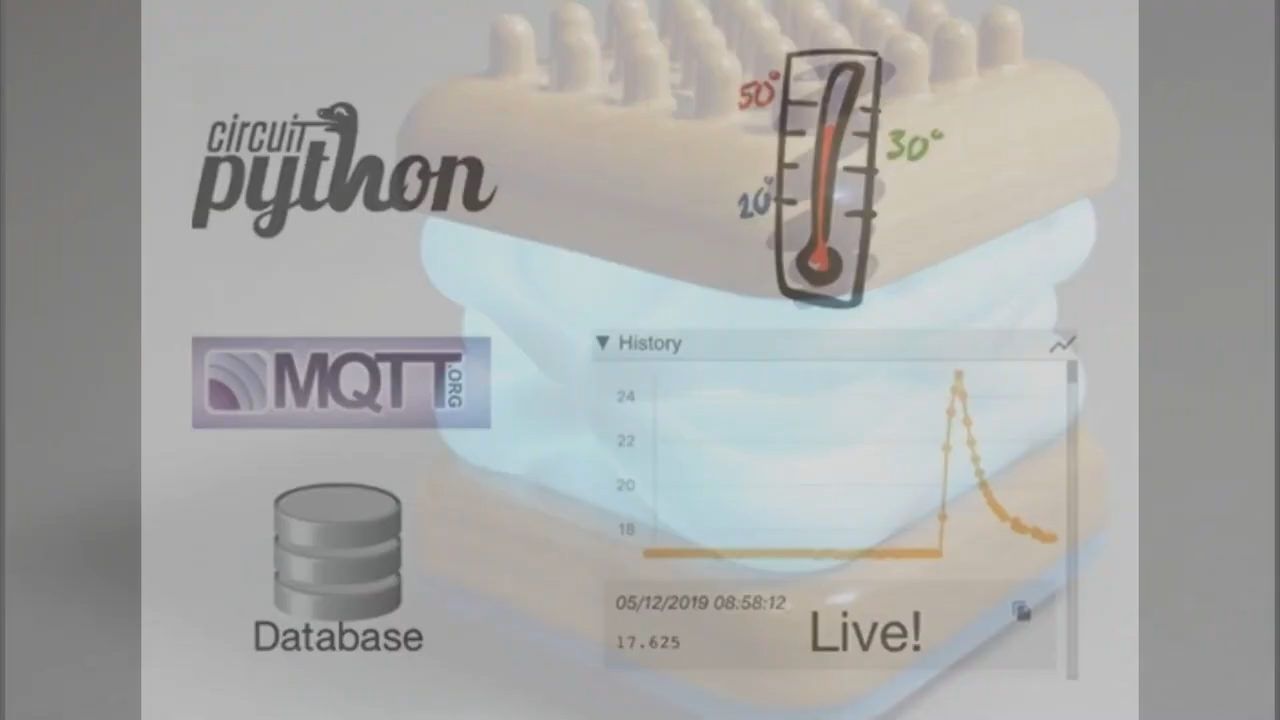 circuit
python
50°
30°
20°
MQTT.ORG
▼ History
24
22
20
18
05/12/2019 08:58:12
17.625
Live!
Database